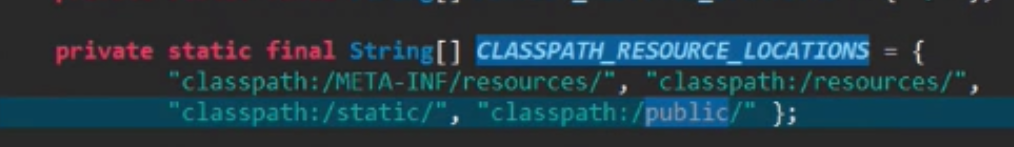 private static final String[] CLASSPATH_RESOURCE_LOCATIONS = {
"classpath:/META-INF/resources/", "classpath:/resources/",
"classpath:/static/", "classpath:/public/" };